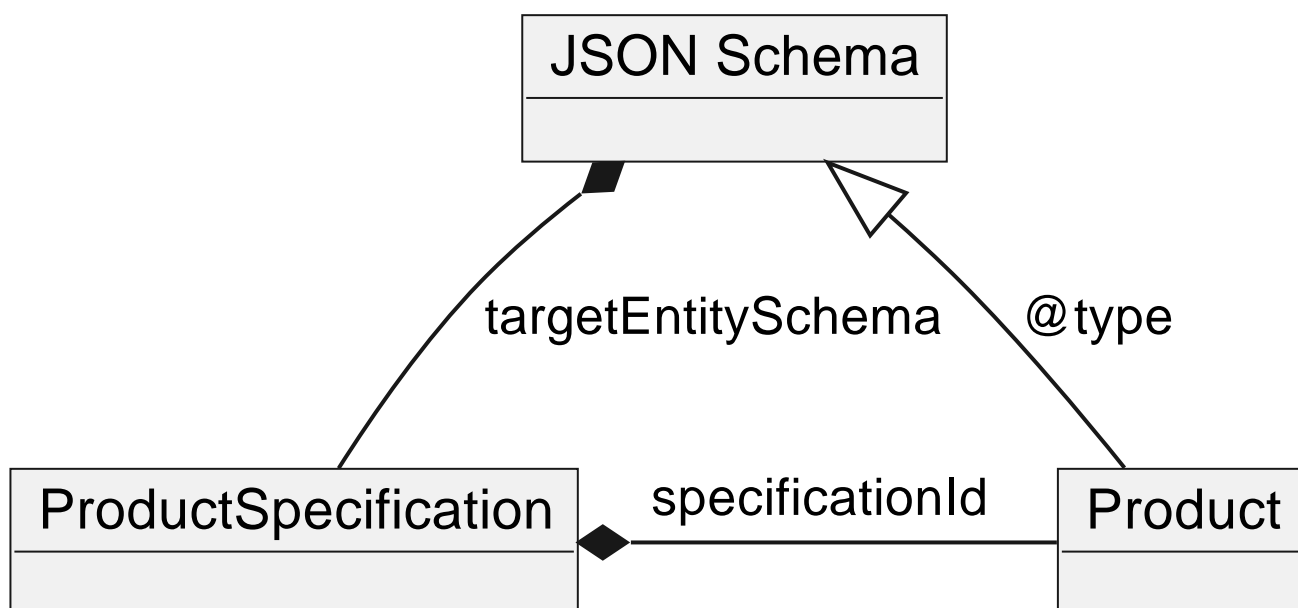 JSON Schema
targetEntitySchema
@type
ProductSpecification
specificationId
Product